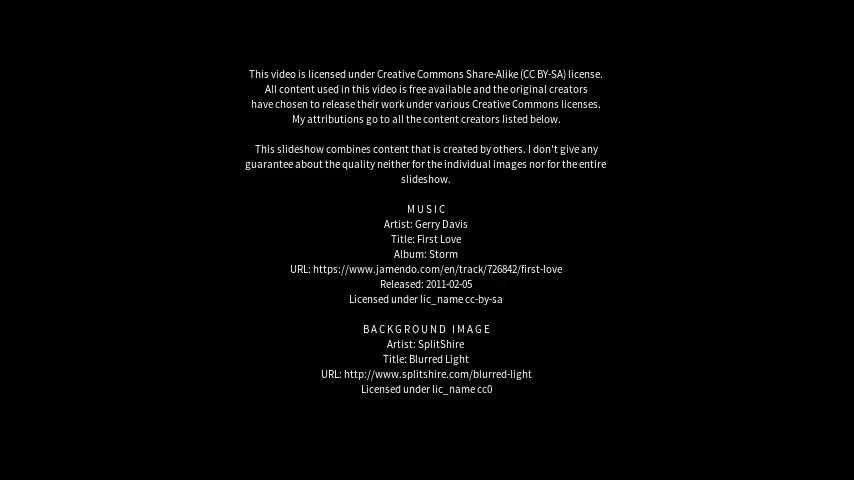 This video is licensed under Creative Commons Share-Alike (CC BY-SA) license.
All content used in this video is free available and the original creators
have chosen to release their work under various Creative Commons licenses.
My attributions go to all the content creators listed below.
This slideshow combines content that is created by others. I don't give any
guarantee about the quality neither for the individual images nor for the entire
slideshow.
MUSIC
Artist: Gerry Davis
Title: First Love
Album: Storm
URL: https://www.jamendo.com/en/track/726842/first-love
Released: 2011-02-05
Licensed under lic_name cc-by-sa
BACKGROUND IMAGE
Artist: SplitShire
Title: Blurred Light
URL: http://www.splitshire.com/blurred-light
Licensed under lic_name cc0